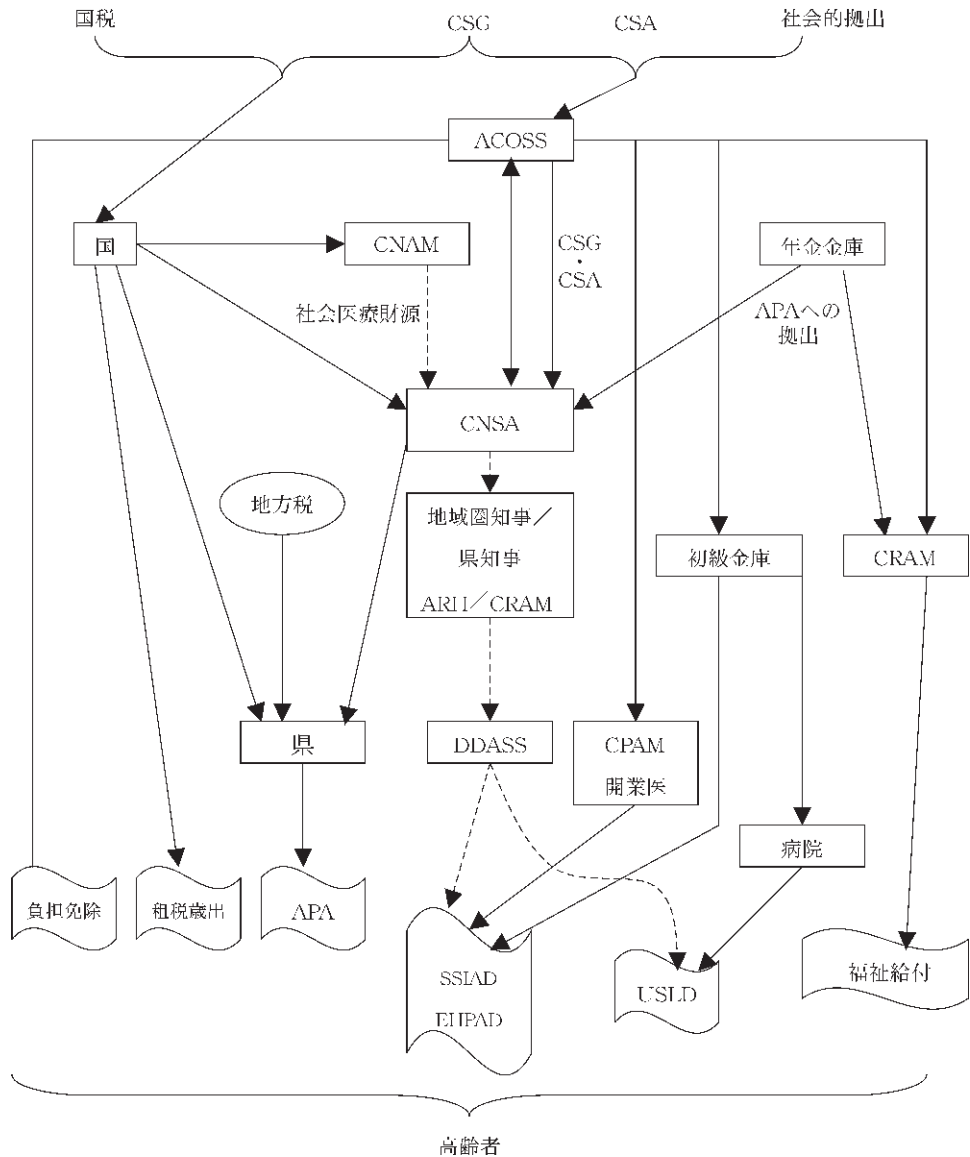 国税
CSG
CSA
社会的拠出
ACOSS
国
CNAM
CSG
・
CSA
年金金庫
社会医療財源
APAへの
拠出
CNSA
地方税
地域圏知事／
県知事
ARH／CRAM
初級金庫
CRAM
県
DDASS
CPAM
開業医
病院
負担免除
租税歳出
APA
SSIAD
EHPAD
USLD
福祉給付
高齢者